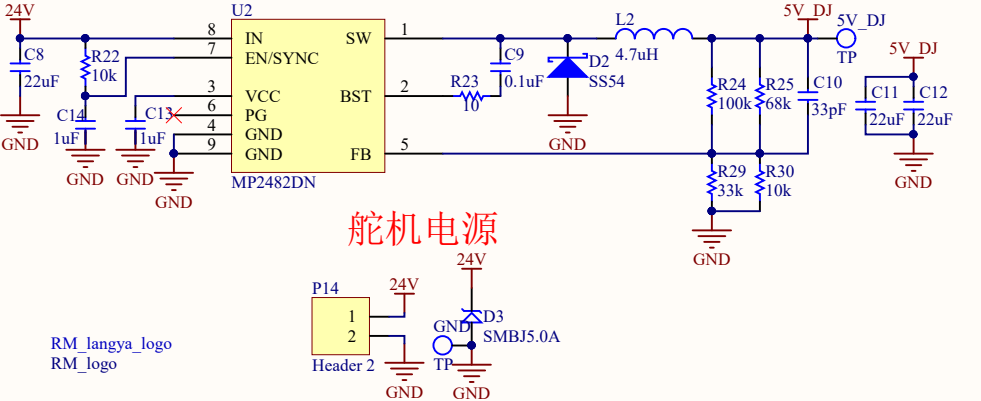 24V
U2
5V_DJ
5V_DJ
TP
C8
22uF
R22
10k
8
IN
SW
1
7
EN/SYNC
C9
0.1uF
L2
4.7uH
D2
SS54
5V_DJ
C14
1uF
C13
1uF
3
VCC
BST
2
R23
10
6
PG
4
GND
9
GND
FB
5
R24
100k
R25
68k
C10
33pF
C11
22uF
C12
22uF
GND
GND
GND
GND
MP2482DN
GND
R29
33k
R30
10k
GND
GND
舵机电源
24V
P14
24V
1
2
Header 2
GND
TP
D3
SMBJ5.0A
GND
GND
RM_langya_logo
RM_logo